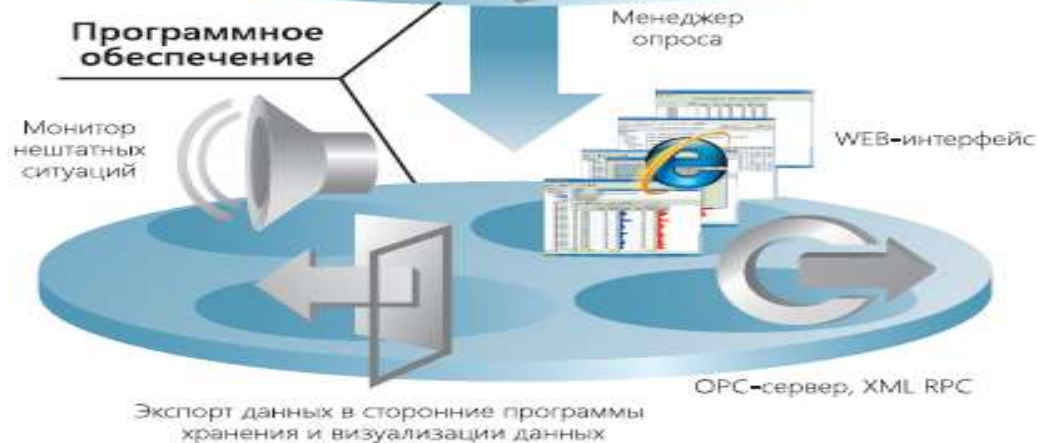 Менеджер
опроса
Программное
обеспечение
Монитор
нештатных
ситуаций
WEB-интерфейс
OPC-сервер, XML RPC
Экспорт данных в сторонние программы
хранения и визуализации данных